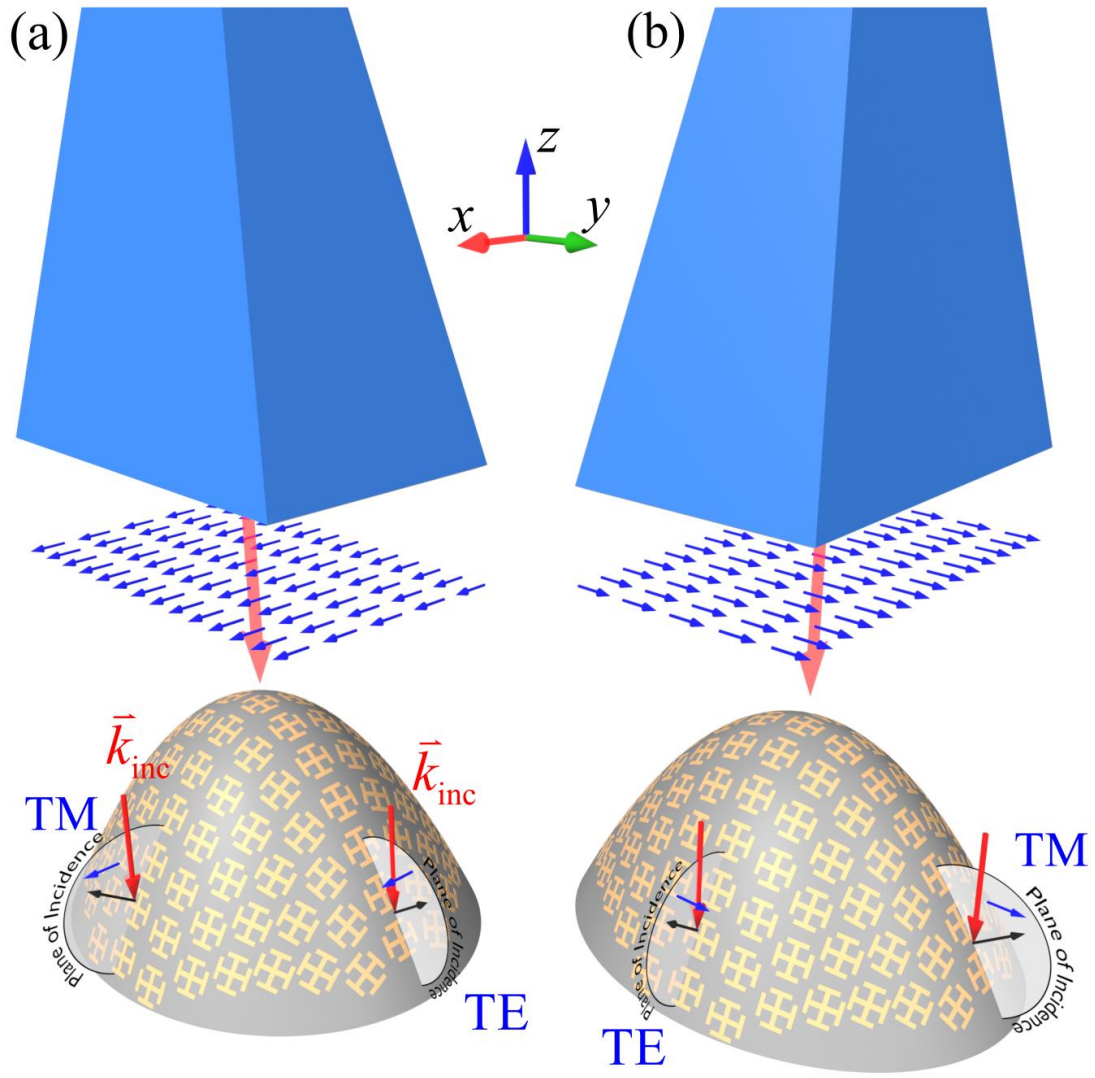 (a)
(b)
z
x
y
k⃗inc
k⃗inc
TM
TM
Plane of Incidence
Plane of Incidence
Plane of Incidence
Plane of Incidence
TE
TE